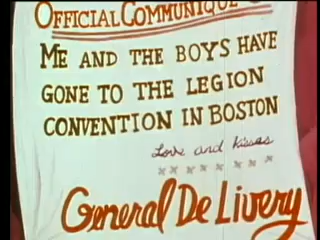 OFFICIAL COMMUNIQUE
ME AND THE BOYS HAVE
GONE TO THE LEGION
CONVENTION IN BOSTON
Love and kisses
× × × × × × ×
General De Livery